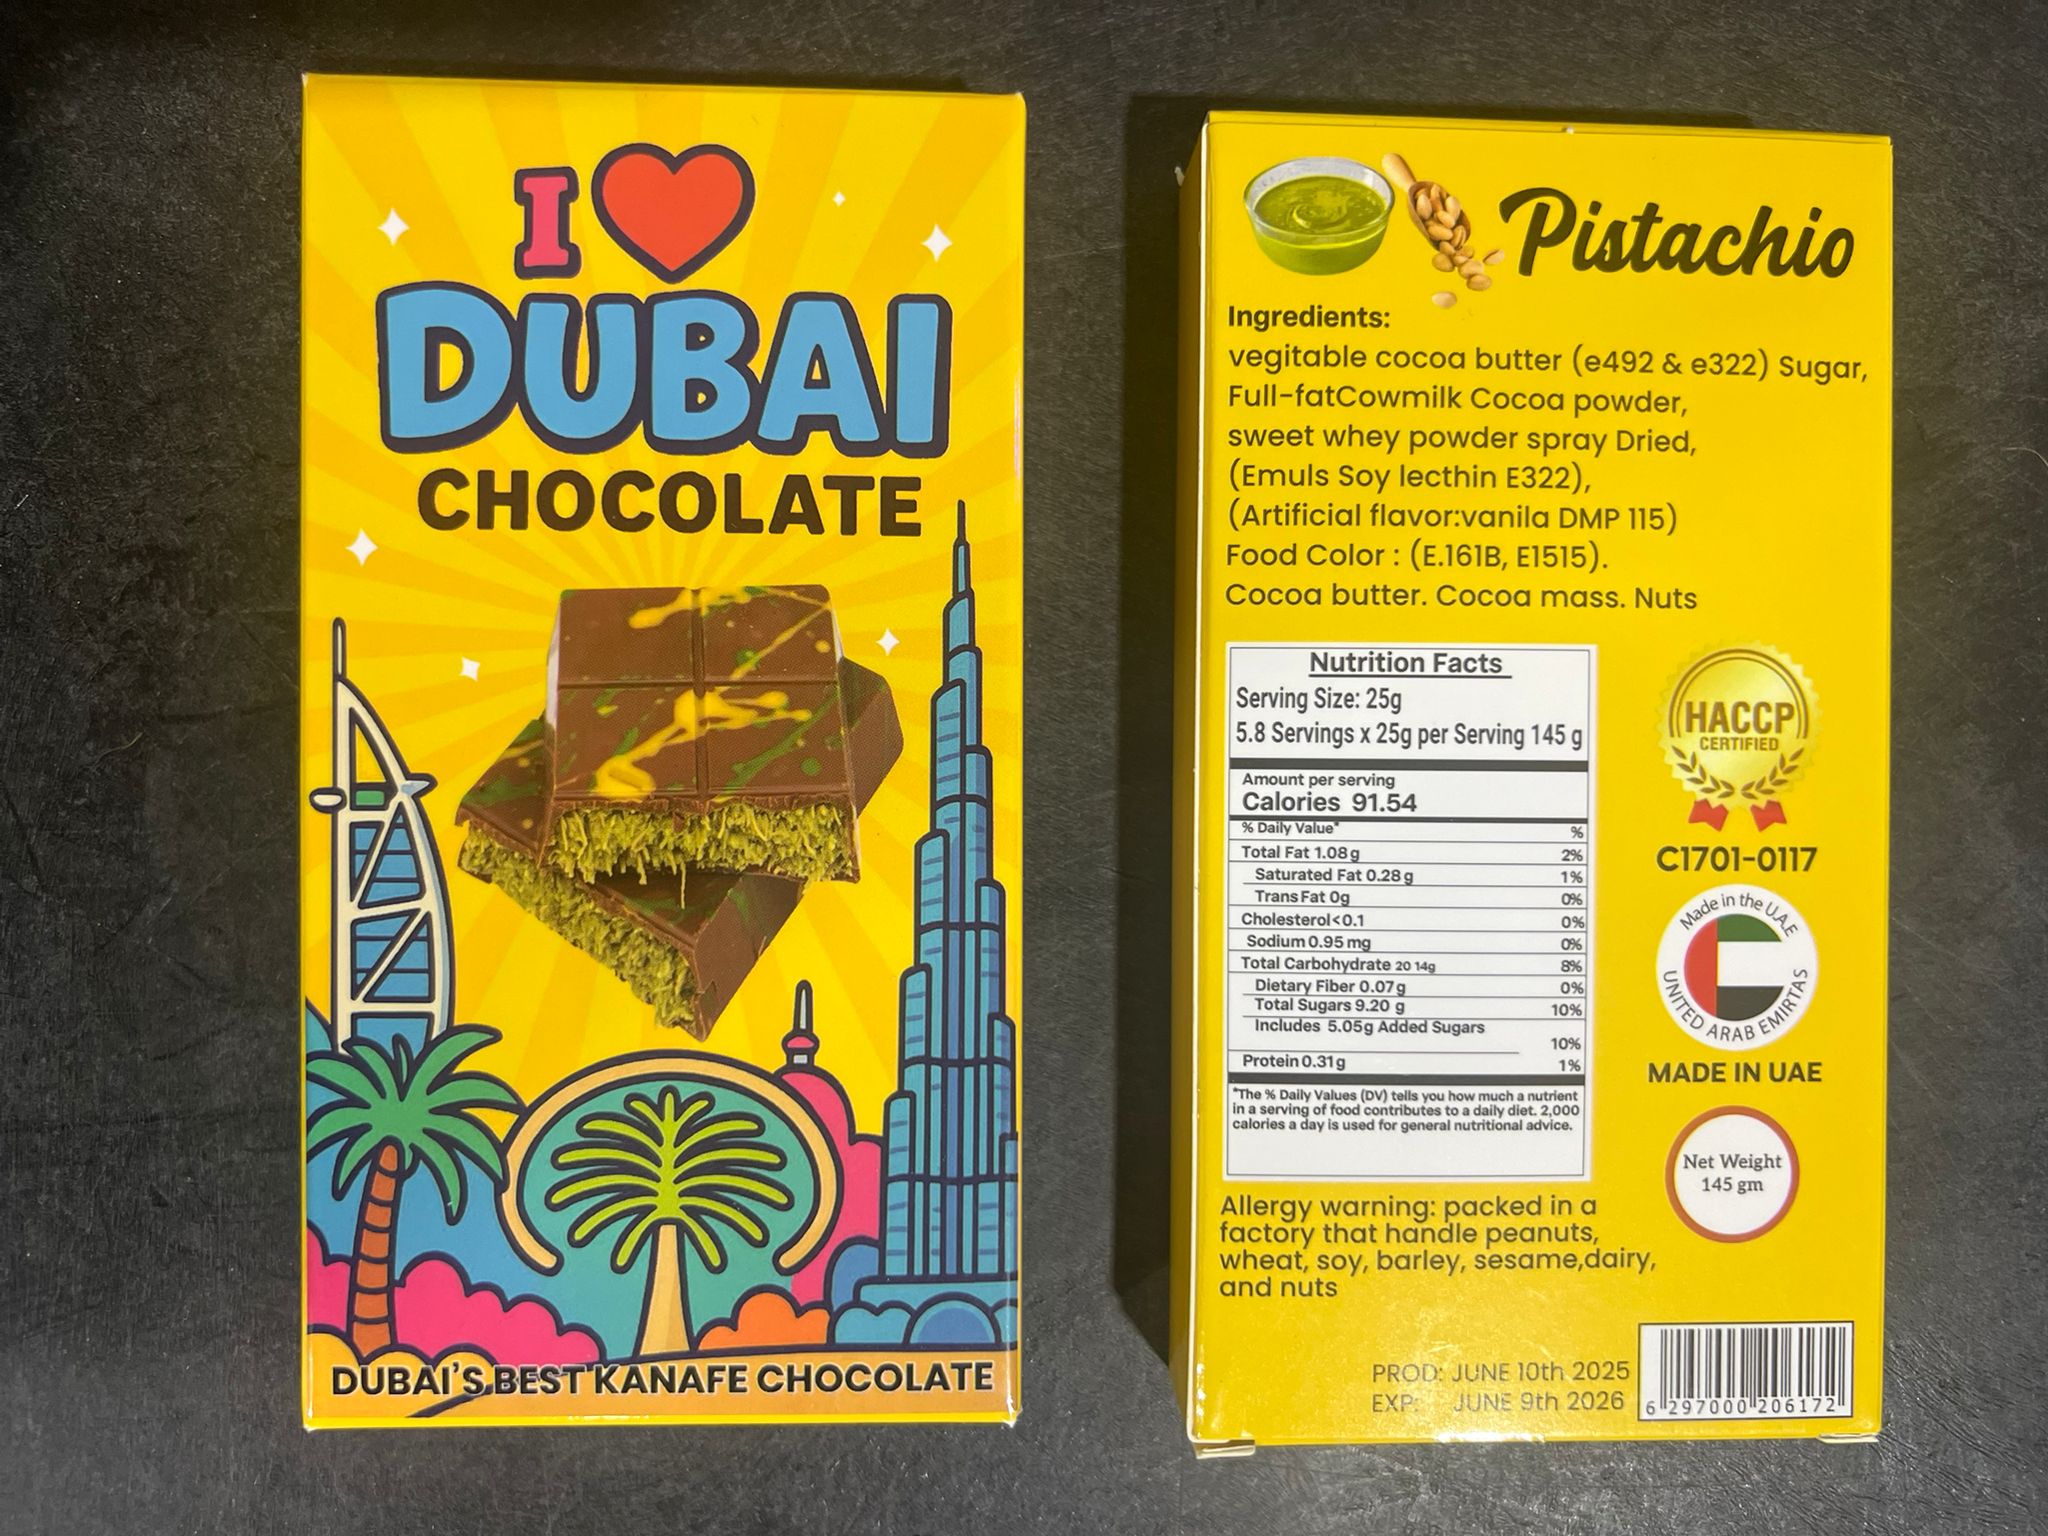 I
DUBAI
CHOCOLATE
DUBAI'S BEST KANAFE CHOCOLATE
Pistachio
Ingredients:
vegitable cocoa butter (e492 & e322) Sugar,
Full-fatCowmilk Cocoa powder,
sweet whey powder spray Dried,
(Emuls Soy lecthin E322),
(Artificial flavor:vanila DMP 115)
Food Color : (E.161B, E1515).
Cocoa butter. Cocoa mass. Nuts
Nutrition Facts
Serving Size: 25g
5.8 Servings x 25g per Serving 145 g
Amount per serving
Calories 91.54
% Daily Value* %
Total Fat 1.08g 2%
Saturated Fat 0.28g 1%
Trans Fat 0g 0%
Cholesterol<0.1 0%
Sodium 0.95 mg 0%
Total Carbohydrate 20 14g 8%
Dietary Fiber 0.07g 0%
Total Sugars 9.20 g 10%
Includes 5.05g Added Sugars
10%
Protein 0.31g 1%
*The % Daily Values (DV) tells you how much a nutrient
in a serving of food contributes to a daily diet. 2,000
calories a day is used for general nutritional advice.
HACCP
CERTIFIED
C1701-0117
Made in the U.A.E
UNITED ARAB EMIRTAS
MADE IN UAE
Net Weight
145 gm
Allergy warning: packed in a
factory that handle peanuts,
wheat, soy, barley, sesame,dairy,
and nuts
PROD: JUNE 10th 2025
EXP: JUNE 9th 2026
6 297000 206172